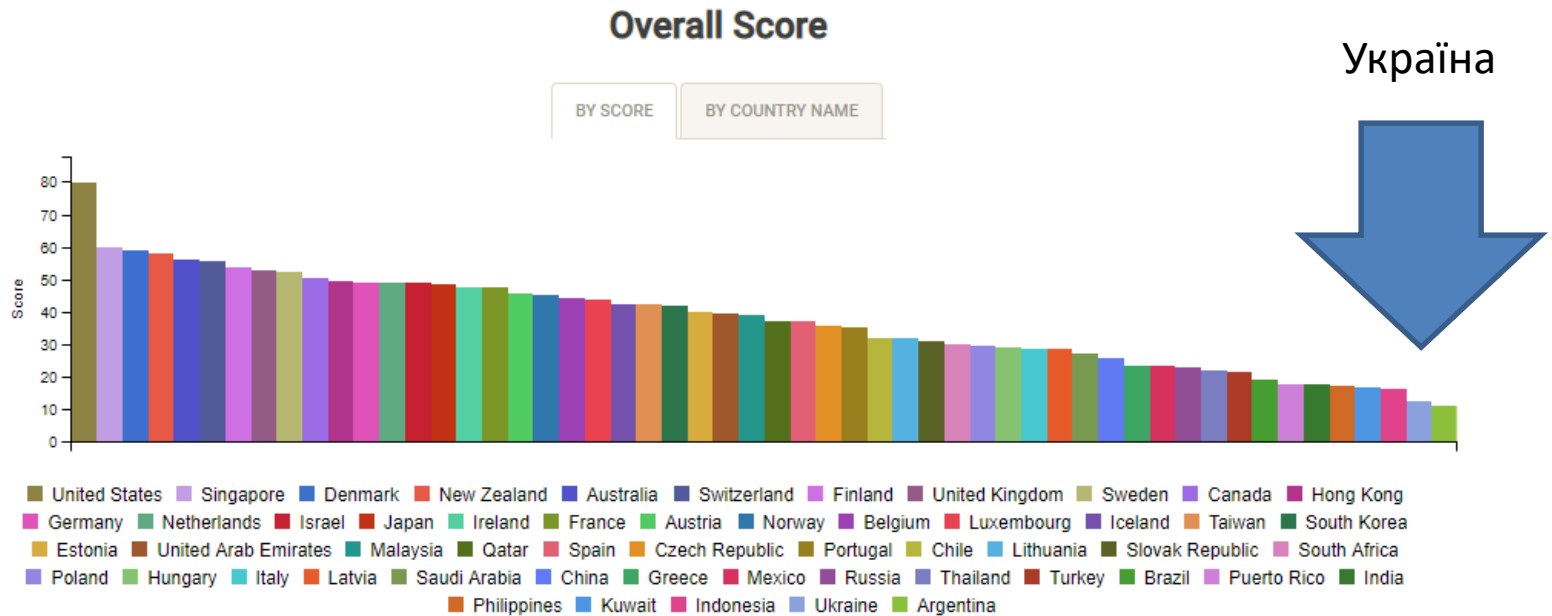 Overall Score
Україна
BY SCORE BY COUNTRY NAME
Score
80
70
60
50
40
30
20
10
0
United States Singapore Denmark New Zealand Australia Switzerland Finland United Kingdom Sweden Canada Hong Kong
Germany Netherlands Israel Japan Ireland France Austria Norway Belgium Luxembourg Iceland Taiwan South Korea
Estonia United Arab Emirates Malaysia Qatar Spain Czech Republic Portugal Chile Lithuania Slovak Republic South Africa
Poland Hungary Italy Latvia Saudi Arabia China Greece Mexico Russia Thailand Turkey Brazil Puerto Rico India
Philippines Kuwait Indonesia Ukraine Argentina